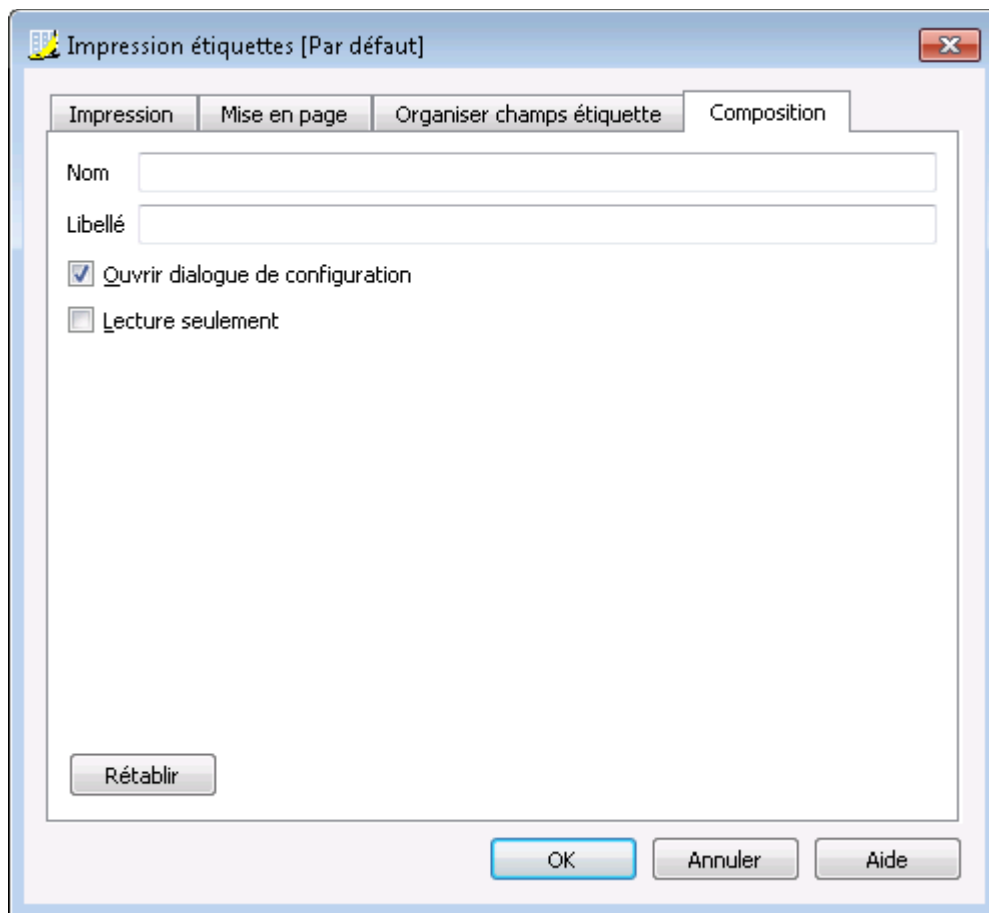 Impression étiquettes [Par défaut]
Impression Mise en page Organiser champs étiquette Composition
Nom
Libellé
Ouvrir dialogue de configuration
Lecture seulement
Rétablir
OK Annuler Aide